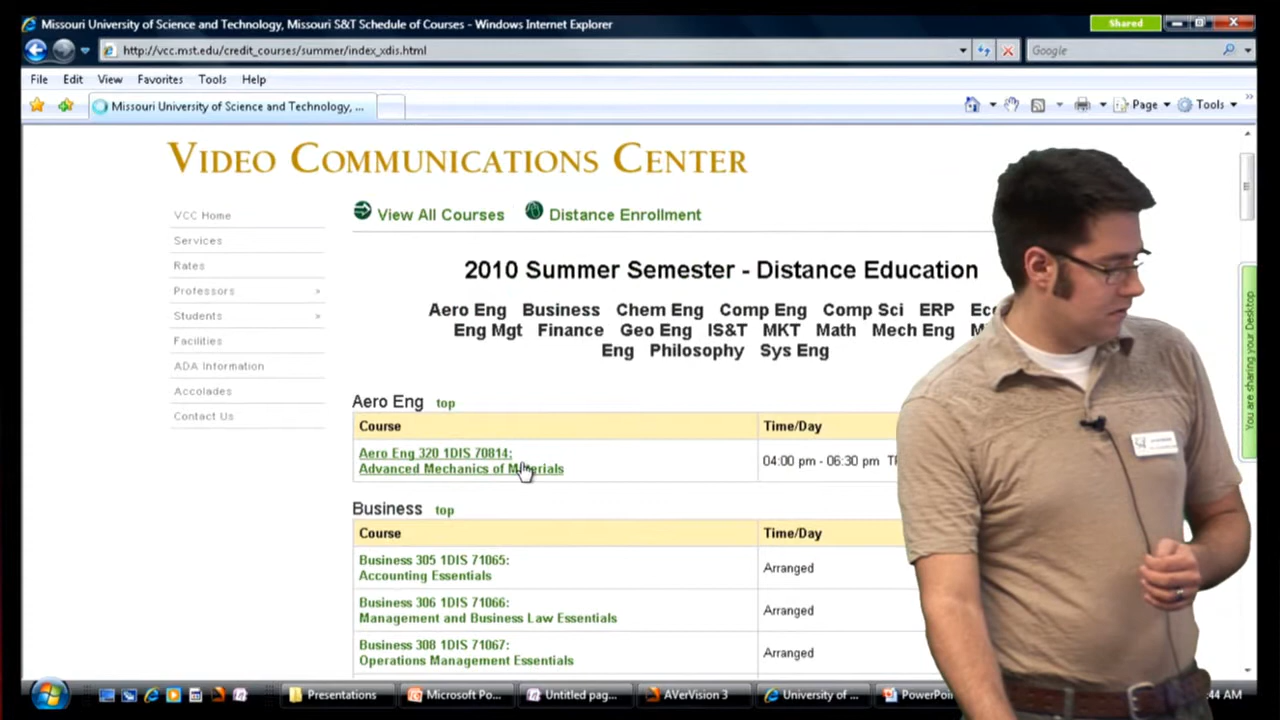 Missouri University of Science and Technology, Missouri S&T Schedule of Courses - Windows Internet Explorer
Shared
http://vcc.mst.edu/credit_courses/summer/index_xdis.html
Google
File Edit View Favorites Tools Help
Missouri University of Science and Technology, ...
Page Tools
VIDEO COMMUNICATIONS CENTER
VCC Home
Services
Rates
Professors >
Students >
Facilities
ADA Information
Accolades
Contact Us
View All Courses Distance Enrollment
2010 Summer Semester - Distance Education
Aero Eng Business Chem Eng Comp Eng Comp Sci ERP
Eng Mgt Finance Geo Eng IS&T MKT Math Mech Eng
Eng Philosophy Sys Eng
Aero Eng top
Course Time/Day
Aero Eng 320 1DIS 70814:
Advanced Mechanics of Materials
04:00 pm - 06:30 pm
Business top
Course Time/Day
Business 305 1DIS 71065:
Accounting Essentials
Arranged
Business 306 1DIS 71066:
Management and Business Law Essentials
Arranged
Business 308 1DIS 71067:
Operations Management Essentials
Arranged
You are sharing your Desktop
Presentations
Microsoft Po...
Untitled pag...
AVerVision 3
University of ...
PowerPoi
:44 AM